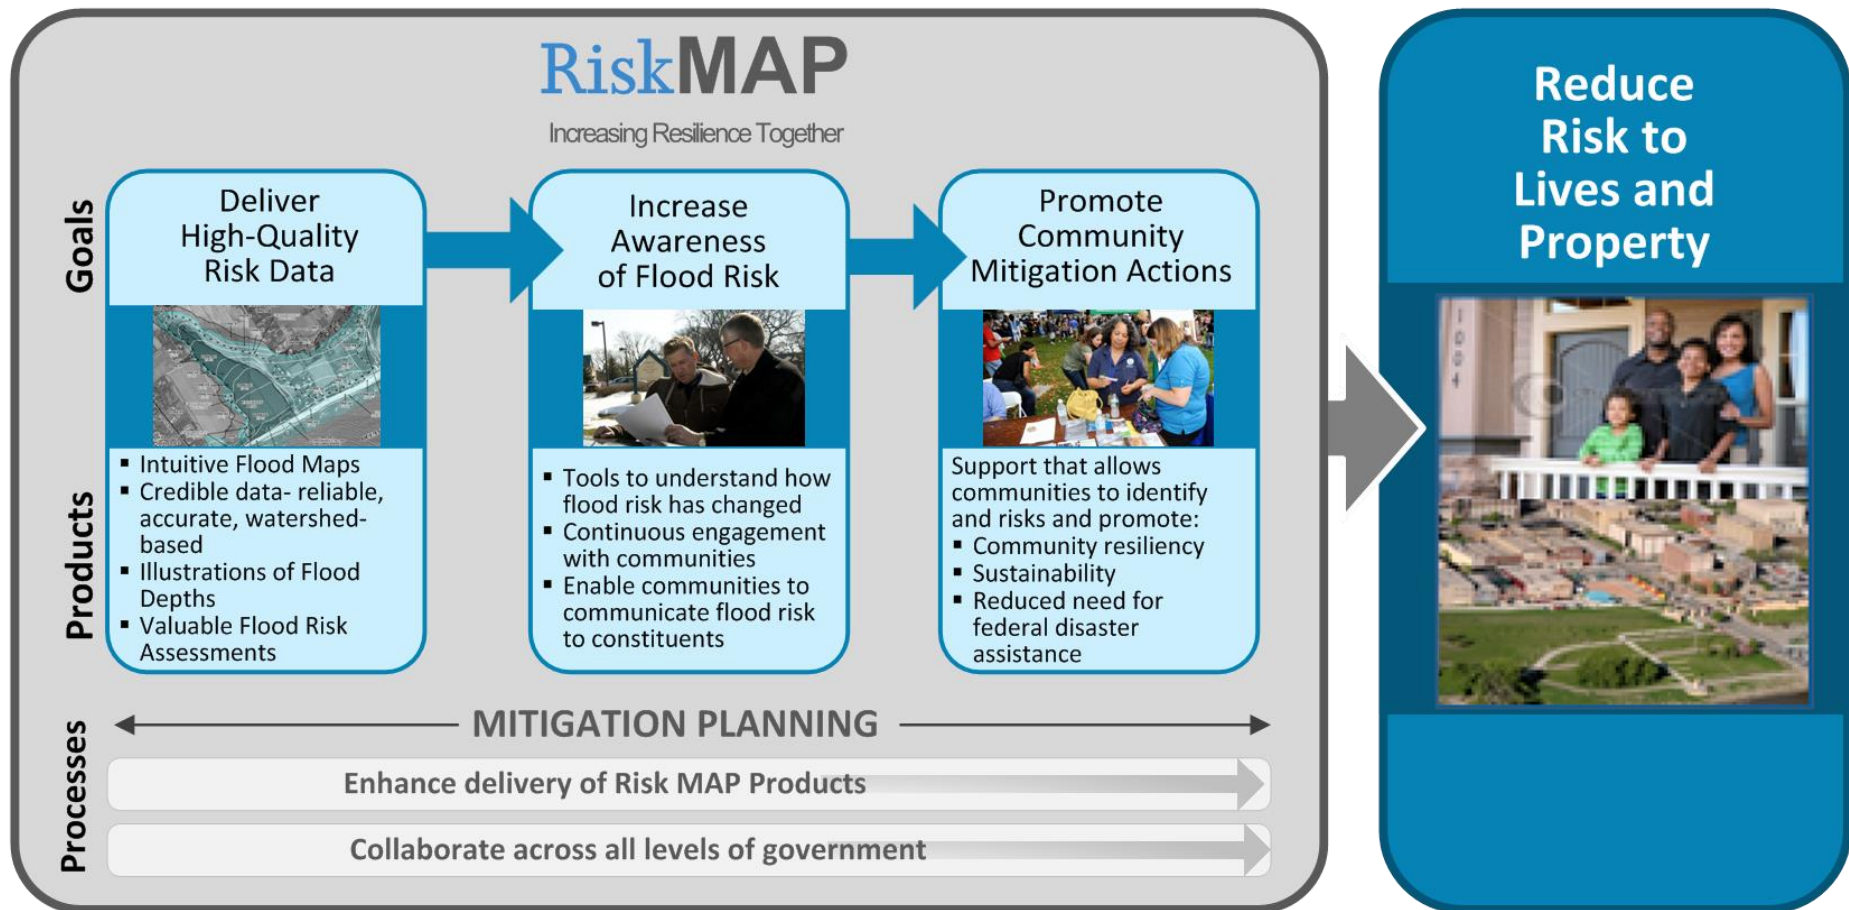 RiskMAP
Increasing Resilience Together
Goals
Deliver
High-Quality
Risk Data
Increase
Awareness
of Flood Risk
Promote
Community
Mitigation Actions
Products
▪ Intuitive Flood Maps
▪ Credible data- reliable,
accurate, watershed-
based
▪ Illustrations of Flood
Depths
▪ Valuable Flood Risk
Assessments
▪ Tools to understand how
flood risk has changed
▪ Continuous engagement
with communities
▪ Enable communities to
communicate flood risk
to constituents
Support that allows
communities to identify
and risks and promote:
▪ Community resiliency
▪ Sustainability
▪ Reduced need for
federal disaster
assistance
Processes
MITIGATION PLANNING
Enhance delivery of Risk MAP Products
Collaborate across all levels of government
Reduce
Risk to
Lives and
Property
1004